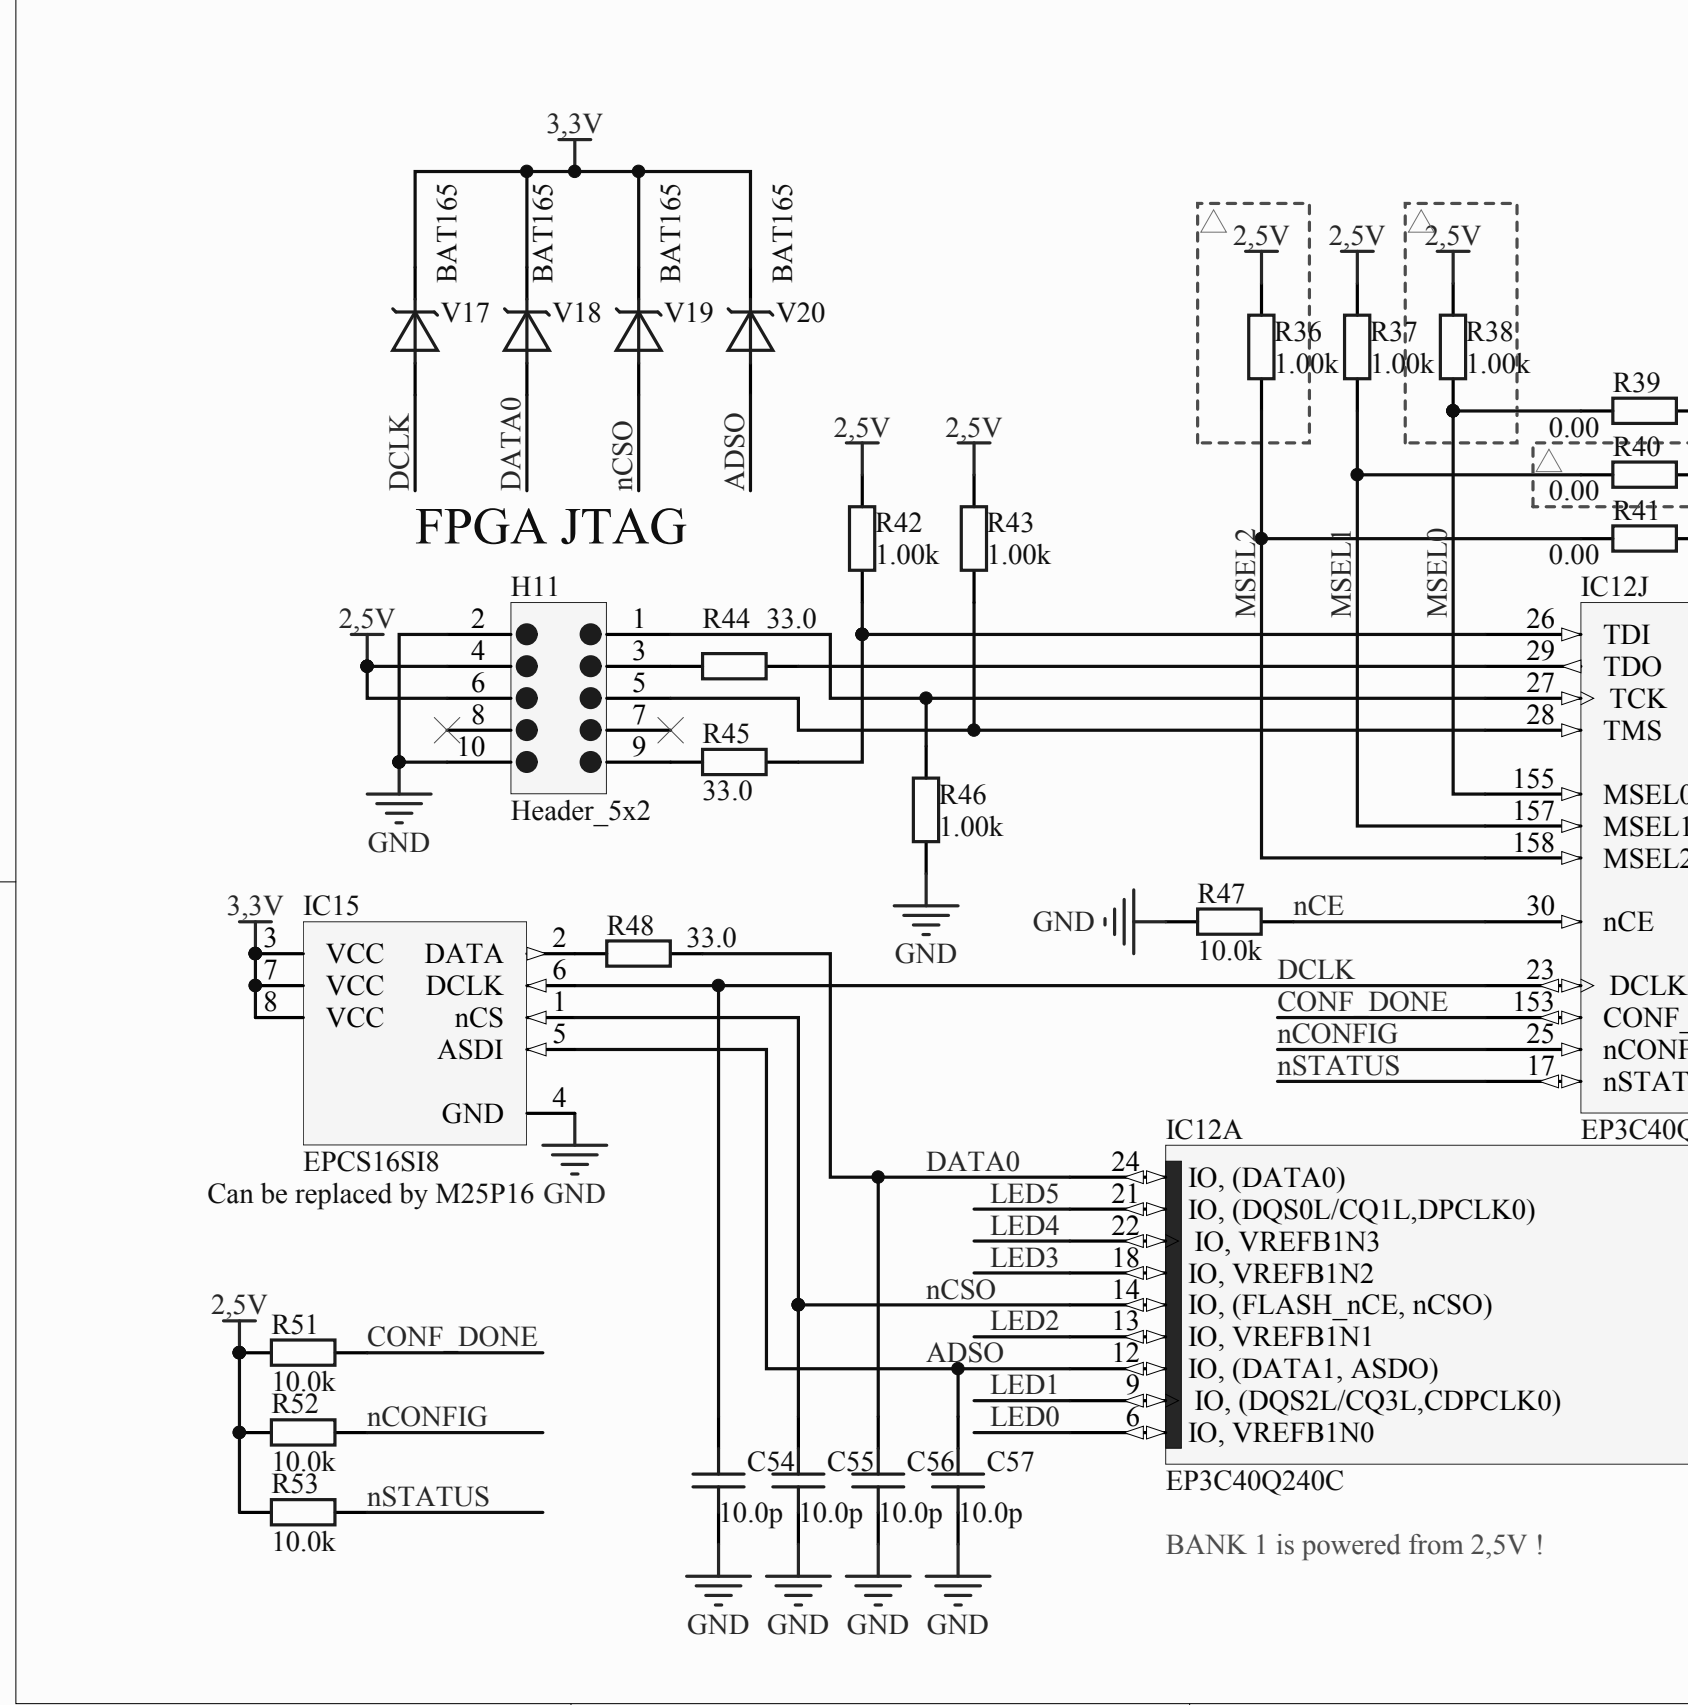 3,3V
BAT165
BAT165
BAT165
BAT165
V17
V18
V19
V20
DCLK
DATA0
nCSO
ADSO
FPGA JTAG
2,5V
2,5V
2,5V
R36
1.00k
R37
1.00k
R38
1.00k
R39
0.00
R40
0.00
R41
0.00
MSEL2
MSEL1
MSEL0
2,5V
2,5V
R42
1.00k
R43
1.00k
H11
2,5V
2
4
6
8
10
1
3
5
7
9
Header_5x2
GND
R44 33.0
R45
33.0
R46
1.00k
GND
IC12J
26 TDI
29 TDO
27 TCK
28 TMS
155 MSEL0
157 MSEL1
158 MSEL2
GND R47 nCE 30 nCE
10.0k
DCLK 23 DCLK
CONF_DONE 153 CONF_
nCONFIG 25 nCONF
nSTATUS 17 nSTAT
EP3C40Q
3,3V IC15
3 VCC DATA 2 R48 33.0
7 VCC DCLK 6
8 VCC nCS 1
ASDI 5
GND 4
EPCS16SI8
Can be replaced by M25P16 GND
IC12A
DATA0 24 IO, (DATA0)
LED5 21 IO, (DQS0L/CQ1L,DPCLK0)
LED4 22 IO, VREFB1N3
LED3 18 IO, VREFB1N2
nCSO 14 IO, (FLASH_nCE, nCSO)
LED2 13 IO, VREFB1N1
ADSO 12 IO, (DATA1, ASDO)
LED1 9 IO, (DQS2L/CQ3L,CDPCLK0)
LED0 6 IO, VREFB1N0
EP3C40Q240C
BANK 1 is powered from 2,5V !
2,5V
R51 CONF_DONE
10.0k
R52 nCONFIG
10.0k
R53 nSTATUS
10.0k
C54 C55 C56 C57
10.0p 10.0p 10.0p 10.0p
GND GND GND GND